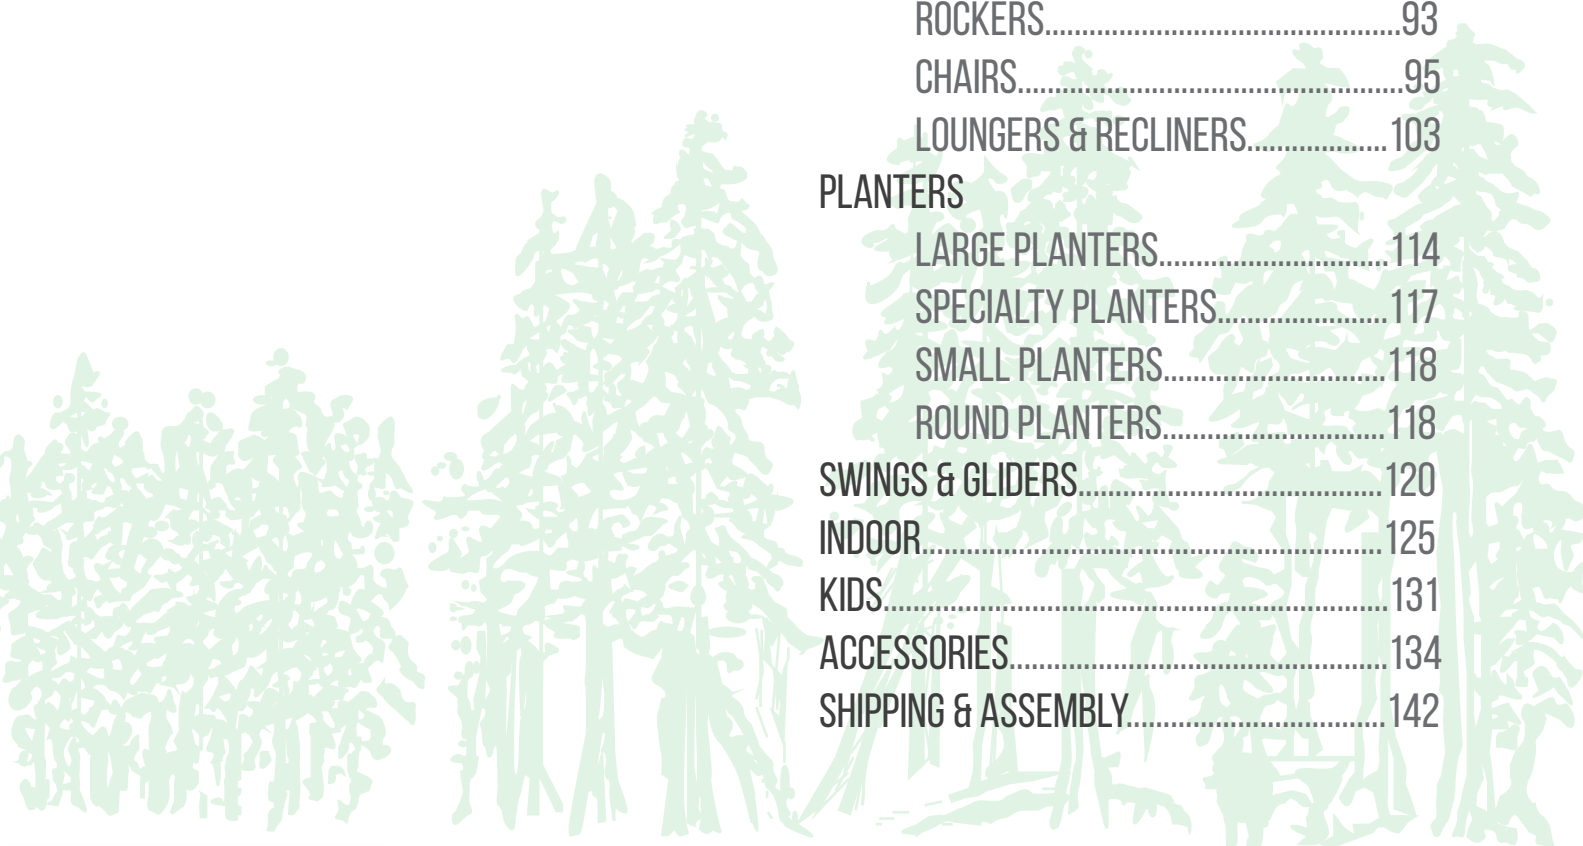 ROCKERS................................................93
CHAIRS....................................................95
LOUNGERS & RECLINERS...................103
PLANTERS
LARGE PLANTERS...............................114
SPECIALTY PLANTERS.......................117
SMALL PLANTERS..............................118
ROUND PLANTERS..............................118
SWINGS & GLIDERS.........................................120
INDOOR..............................................................125
KIDS....................................................................131
ACCESSORIES...................................................134
SHIPPING & ASSEMBLY...................................142